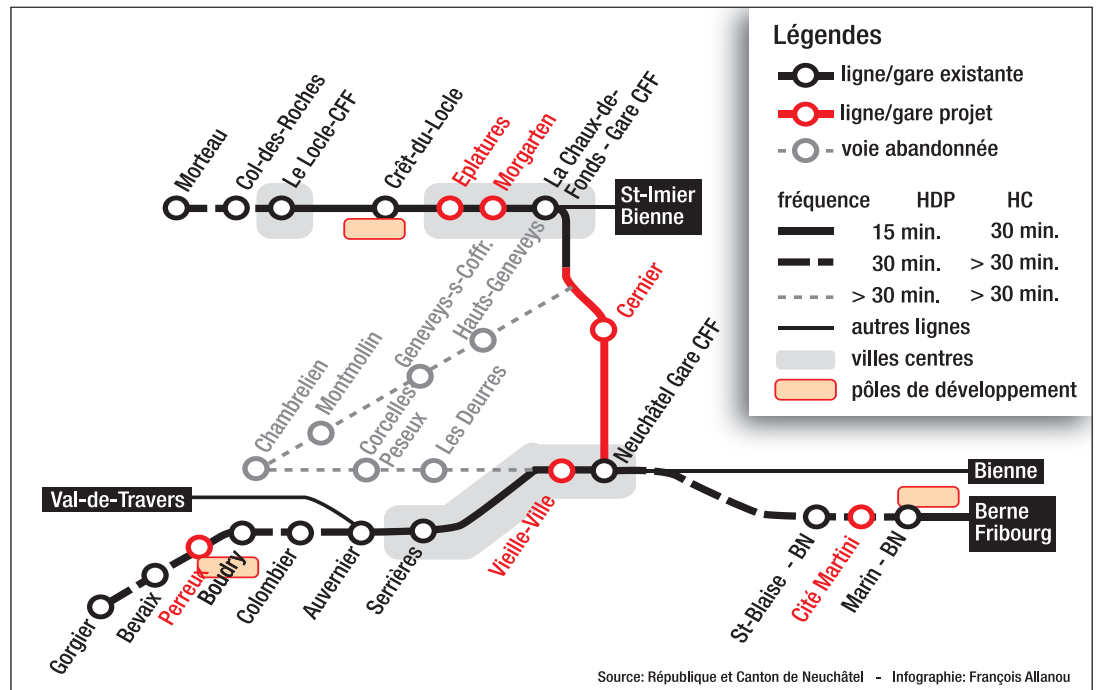 Légendes
ligne/gare existante
ligne/gare projet
voie abandonnée
fréquence HDP HC
15 min. 30 min.
30 min. > 30 min.
> 30 min. > 30 min.
autres lignes
villes centres
pôles de développement
Morteau
Col-des-Roches
Le Locle-CFF
Crêt-du-Locle
Eplatures
Morgarten
La Chaux-de-
Fonds - Gare CFF
St-Imier
Bienne
Cernier
Hauts-Geneveys
Geneveys-s-Coffr.
Montmollin
Chambrelien
Corcelles
Peseux
Les Deurres
Neuchâtel Gare CFF
Vieille-Ville
Bienne
Val-de-Travers
Berne
Fribourg
Gorgier
Bevaix
Perreux
Boudry
Colombier
Auvernier
Serrières
St-Blaise - BN
Cité Martini
Marin - BN
Source: République et Canton de Neuchâtel - Infographie: François Allanou